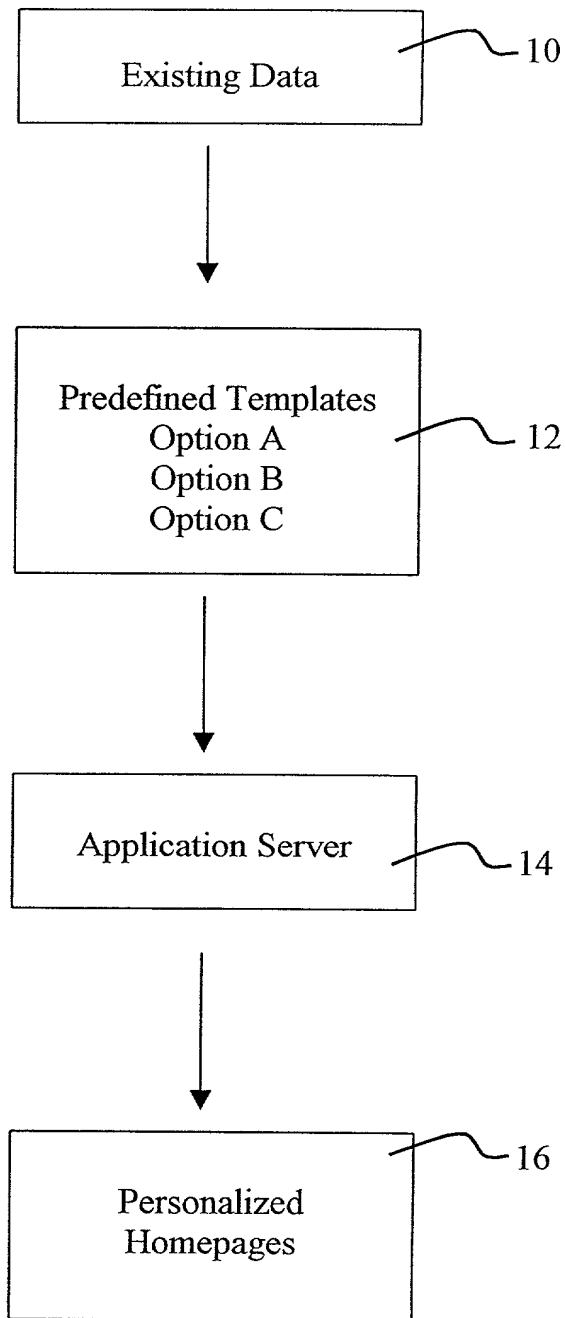 Existing Data
10
Predefined Templates
Option A
Option B
Option C
12
Application Server
14
Personalized
Homepages
16